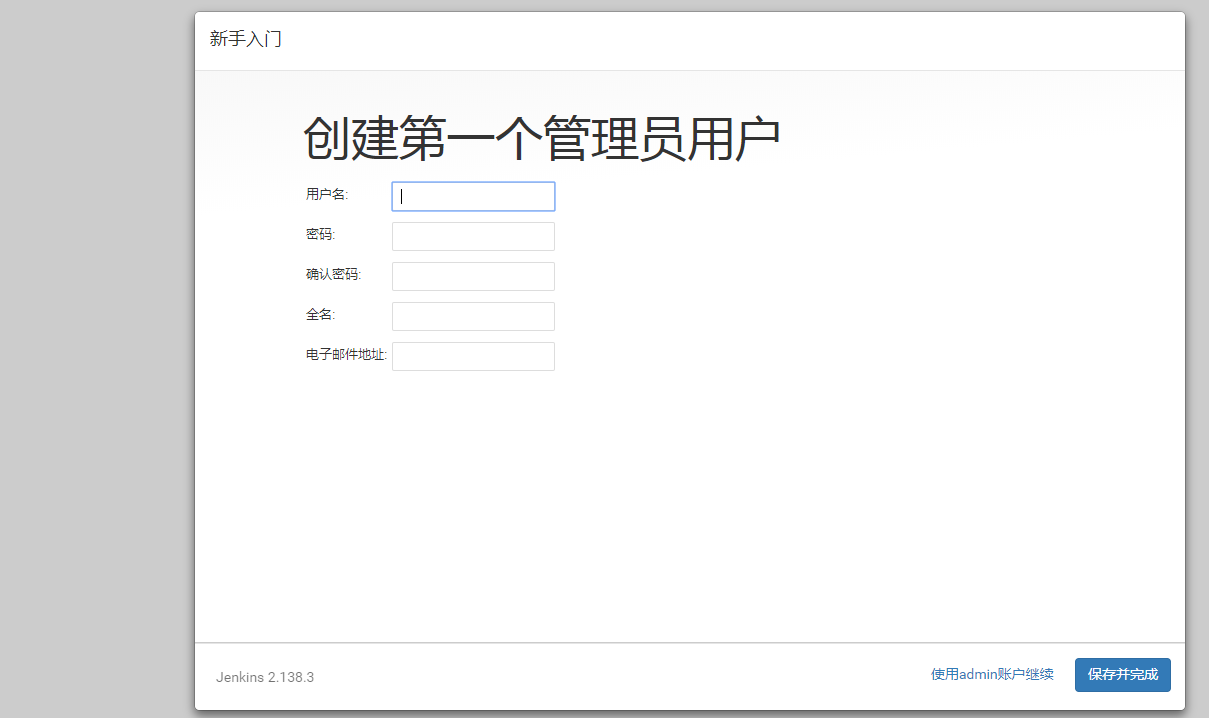 新手入门
创建第一个管理员用户
用户名:
密码:
确认密码:
全名:
电子邮件地址:
Jenkins 2.138.3
使用admin账户继续
保存并完成